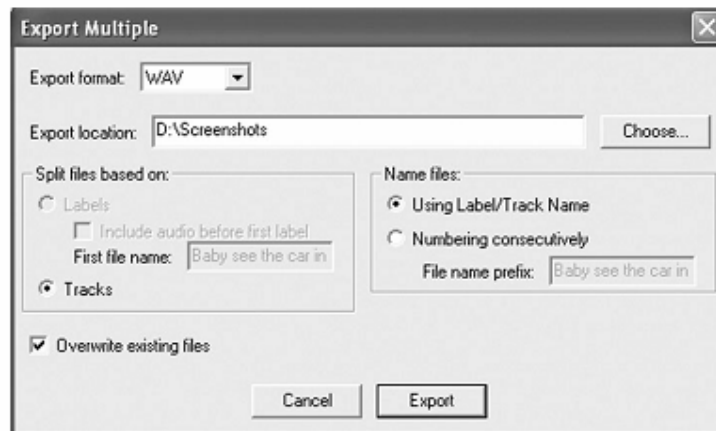 Export Multiple
Export format: WAV
Export location: D:\Screenshots Choose...
Split files based on:
Labels
Include audio before first label
First file name: Baby see the car in
Tracks
Name files:
Using Label/Track Name
Numbering consecutively
File name prefix: Baby see the car in
Overwrite existing files
Cancel Export